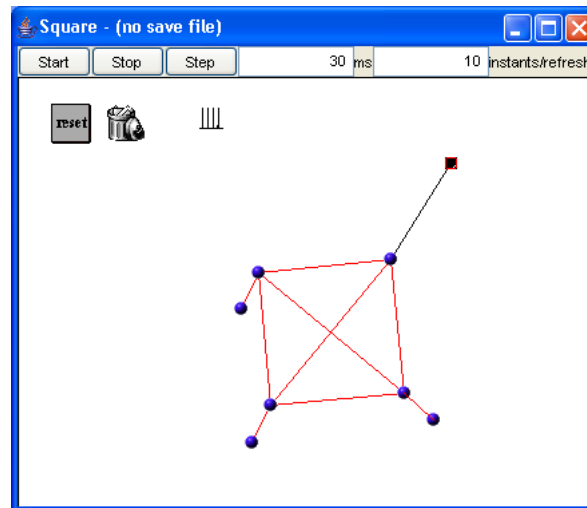 Square - (no save file)
Start Stop Step 30 ms 10 instants/refresh
reset